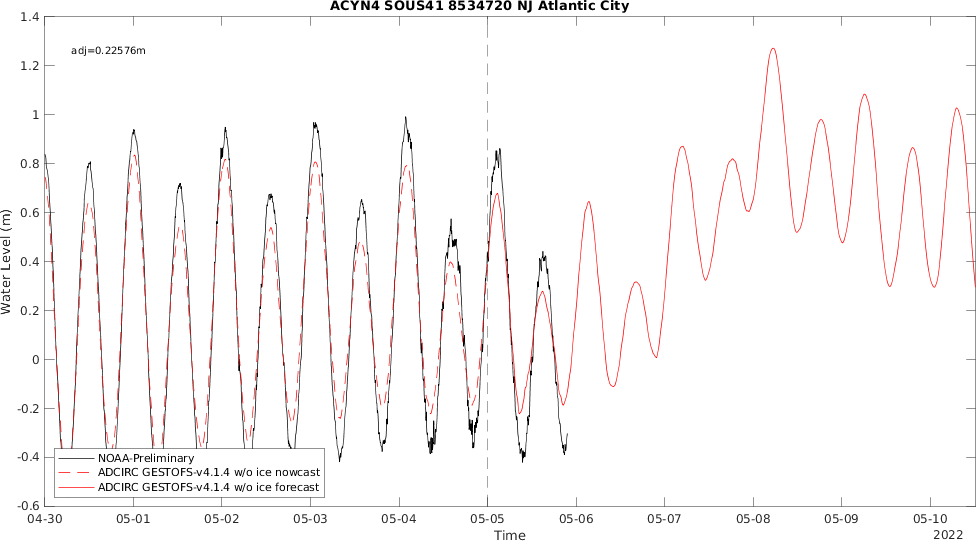 ACYN4 SOUS41 8534720 NJ Atlantic City
adj=0.22576m
1.4
1.2
1
0.8
0.6
0.4
0.2
0
-0.2
-0.4
-0.6
Water Level (m)
NOAA-Preliminary
ADCIRC GESTOFS-v4.1.4 w/o ice nowcast
ADCIRC GESTOFS-v4.1.4 w/o ice forecast
04-30 05-01 05-02 05-03 05-04 05-05 05-06 05-07 05-08 05-09 05-10
Time
2022